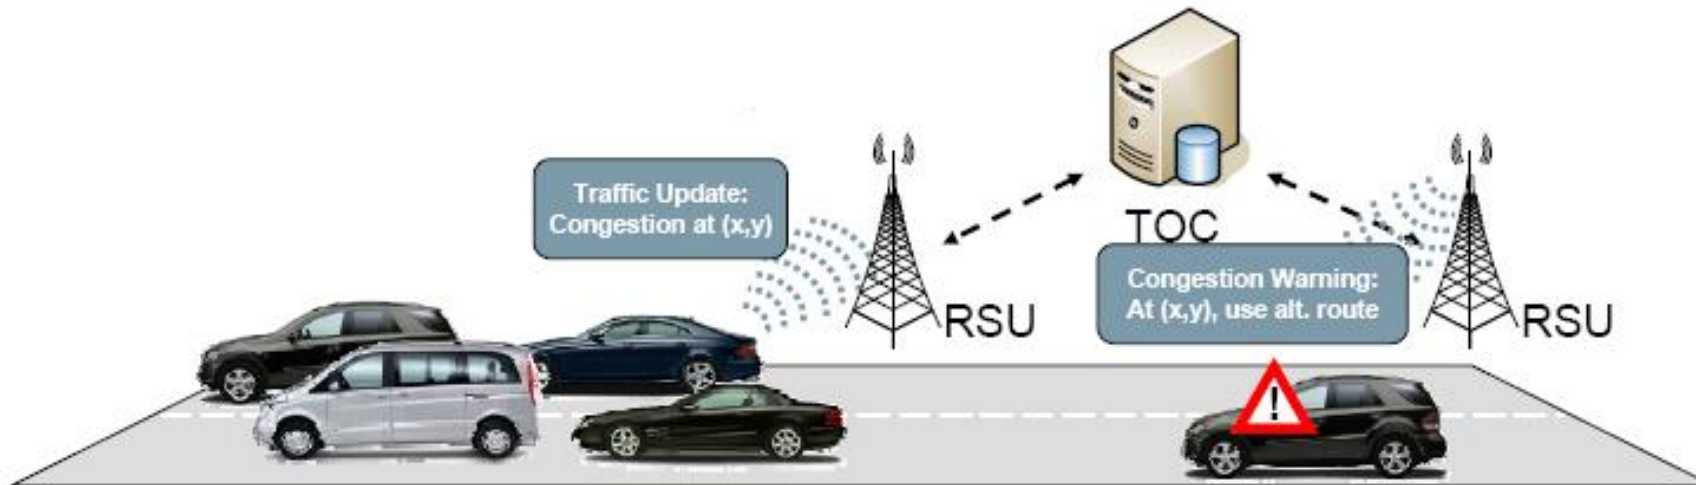 Traffic Update:
Congestion at (x,y)
RSU
TOC
Congestion Warning:
At (x,y), use alt. route
RSU
!